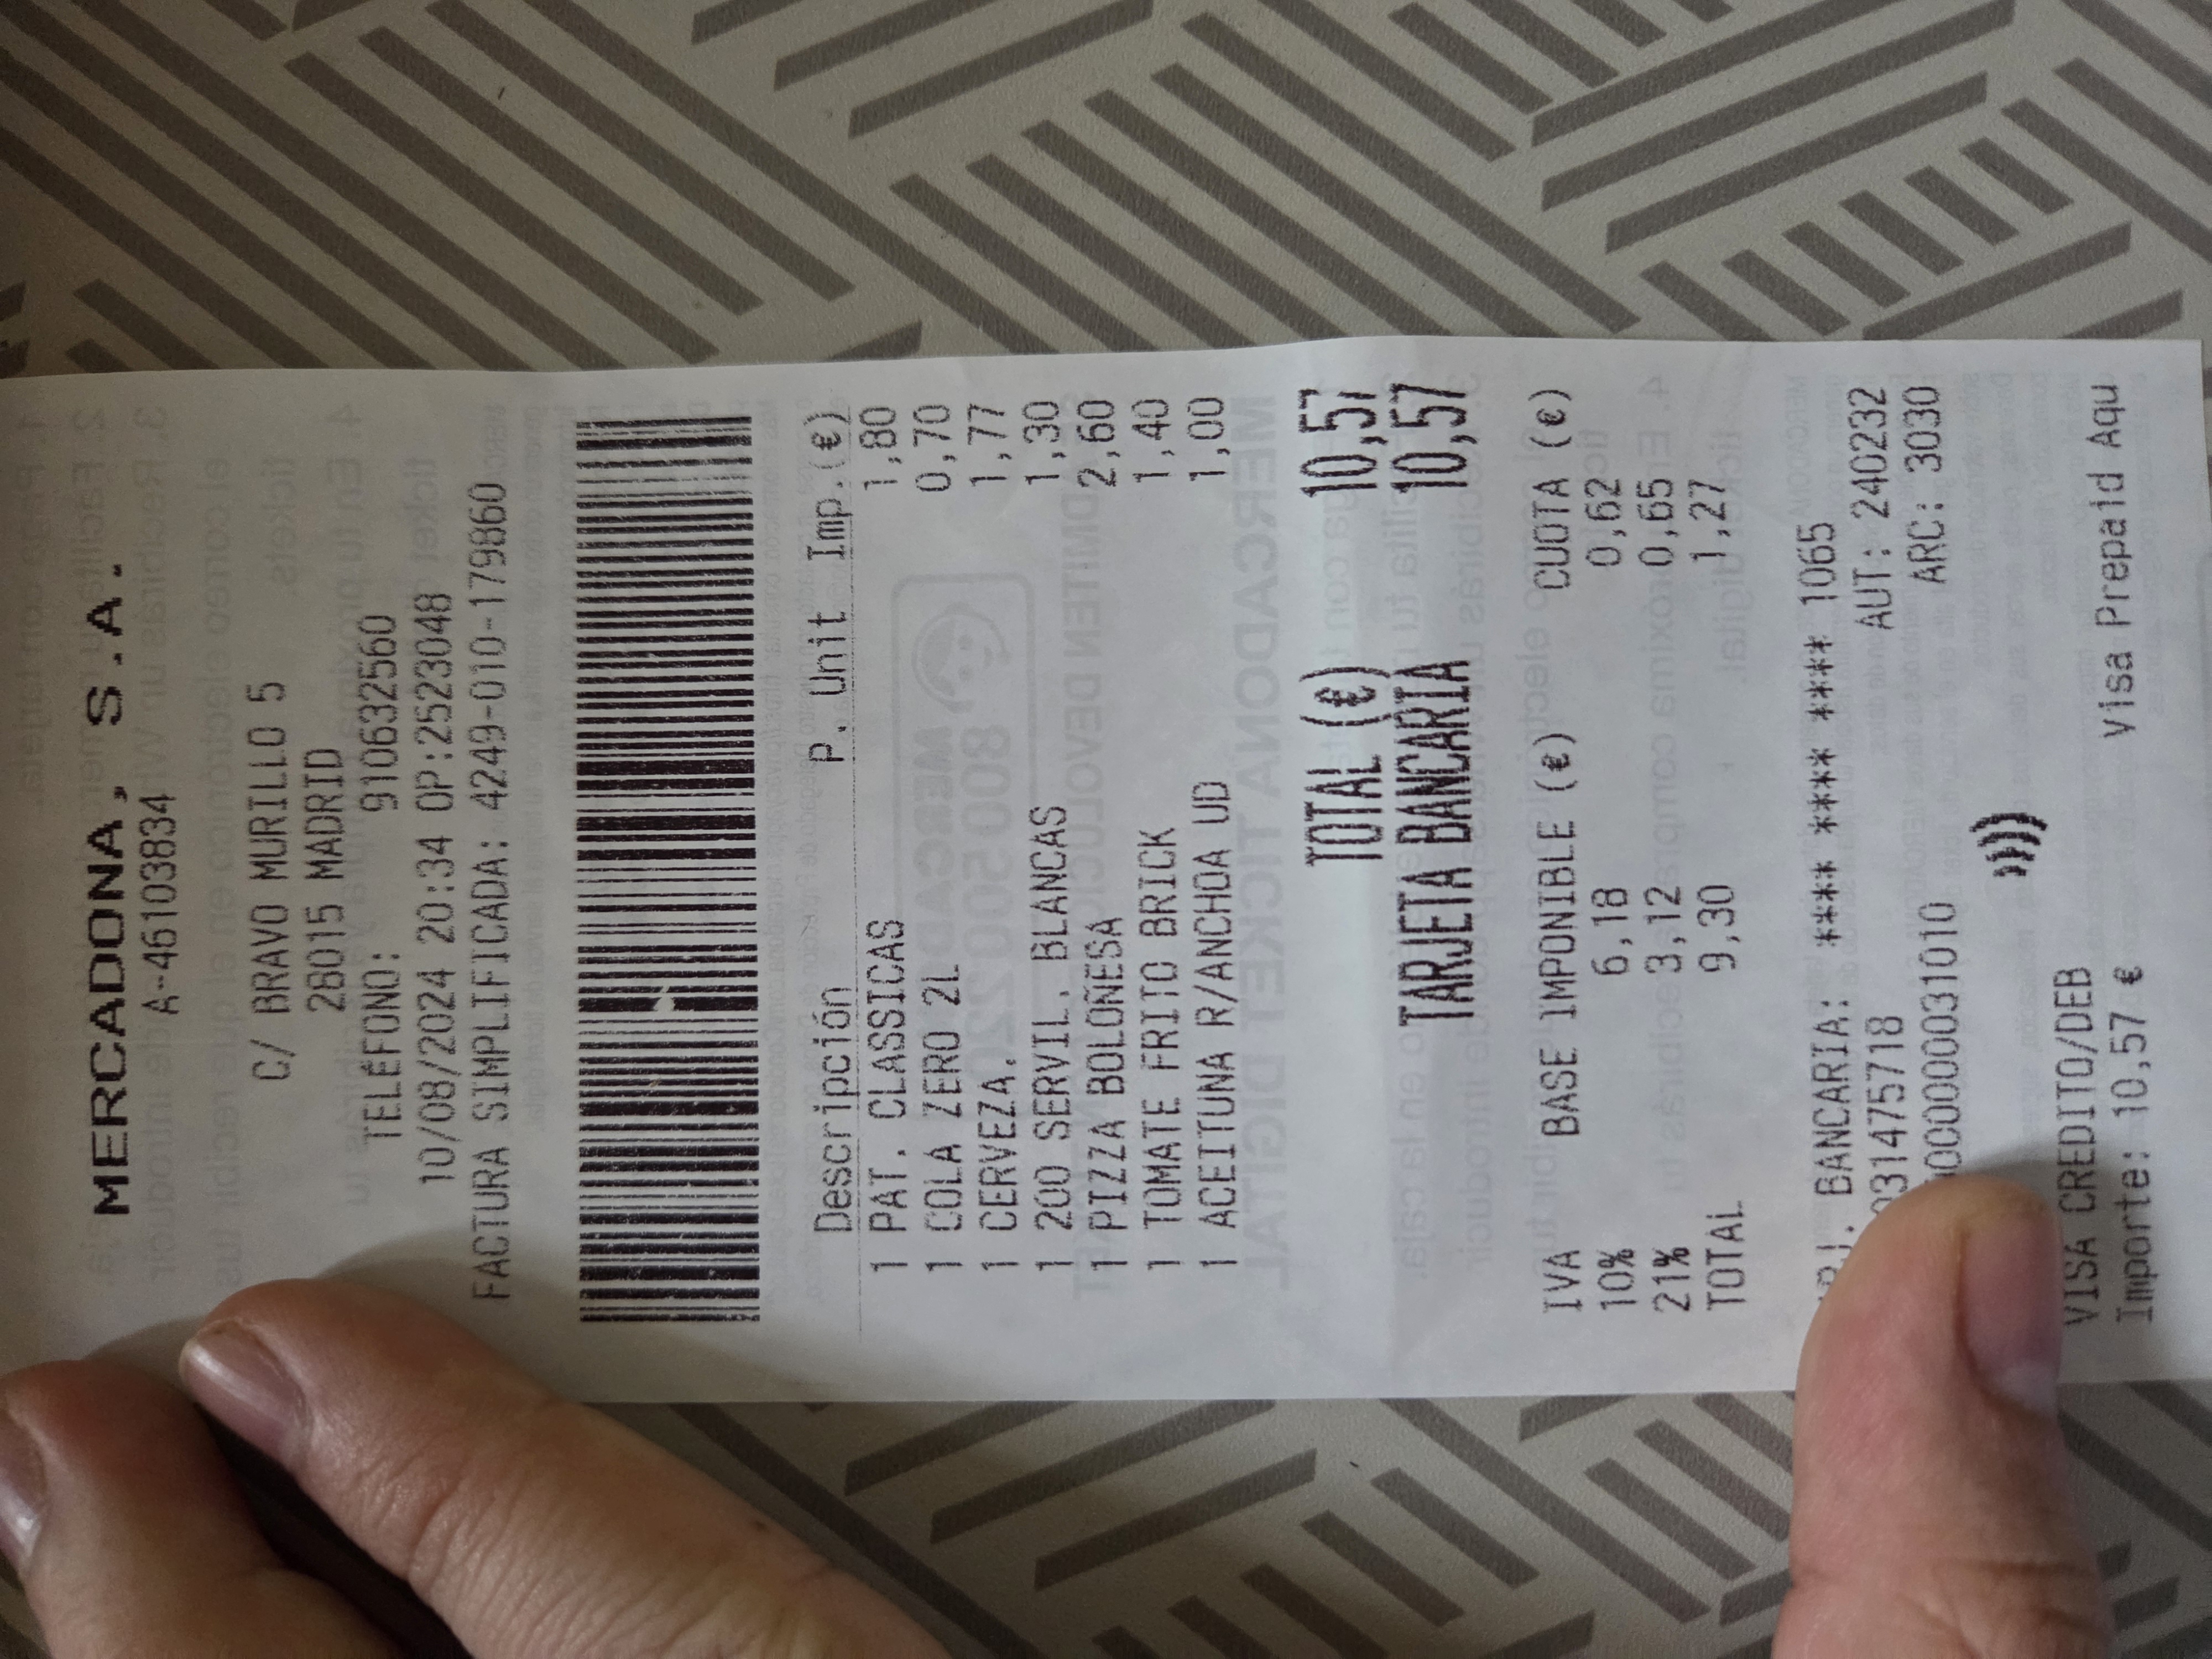 MERCADONA, S.A.
A-46103834
C/ BRAVO MURILLO 5
28015 MADRID
TELÉFONO: 910632560
10/08/2024 20:34 OP:2523048
FACTURA SIMPLIFICADA: 4249-010-179860
Descripción P. Unit Imp.(€)
1 PAT. CLASSICAS 1,80
1 COLA ZERO 2L 0,70
1 CERVEZA. 1,77
1 200 SERVIL. BLANCAS 1,30
1 PIZZA BOLOÑESA 2,60
1 TOMATE FRITO BRICK 1,40
1 ACEITUNA R/ANCHOA UD 1,00
TOTAL (€) 10,57
TARJETA BANCARIA 10,57
IVA BASE IMPONIBLE (€) CUOTA (€)
10% 6,18 0,62
21% 3,12 0,65
TOTAL 9,30 1,27
BANCARIA: **** **** **** 1065
AUT: 240232
ARC: 3030
VISA CREDITO/DEB
Importe: 10,57 € Visa Prepaid Aqu